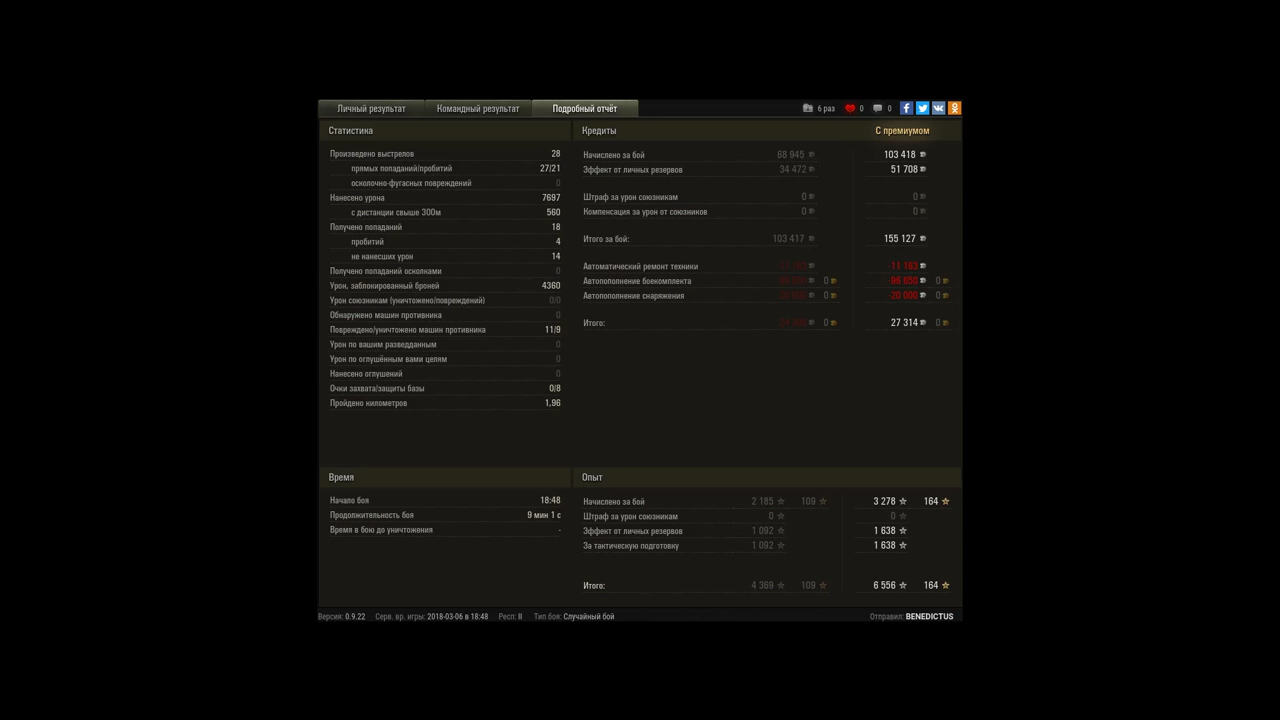 Личный результат Командный результат Подробный отчёт 6 раз 0 0
Статистика
Произведено выстрелов 28
прямых попаданий/пробитий 27/21
осколочно-фугасных повреждений 0
Нанесено урона 7697
с дистанции свыше 300м 560
Получено попаданий 18
пробитий 4
не нанесших урон 14
Получено попаданий осколками 0
Урон, заблокированный броней 4360
Урон союзникам (уничтожено/повреждений) 0/0
Обнаружено машин противника 0
Повреждено/уничтожено машин противника 11/9
Урон по вашим разведданным 0
Урон по оглушённым вами целям 0
Нанесено оглушений 0
Очки захвата/защиты базы 0/8
Пройдено километров 1,96
Кредиты С премиумом
Начислено за бой 68 945 103 418
Эффект от личных резервов 34 472 51 708
Штраф за урон союзникам 0 0
Компенсация за урон от союзников 0 0
Итого за бой: 103 417 155 127
Автоматический ремонт техники -11 163
Автопополнение боекомплекта 0 -96 650 0
Автопополнение снаряжения 0 -20 000 0
Итого: 0 27 314 0
Время
Начало боя 18:48
Продолжительность боя 9 мин 1 с
Время в бою до уничтожения -
Опыт
Начислено за бой 2 185 109 3 278 164
Штраф за урон союзникам 0 0
Эффект от личных резервов 1 092 1 638
За тактическую подготовку 1 092 1 638
Итого: 4 369 109 6 556 164
Версия: 0.9.22 Серв. вр. игры: 2018-03-06 в 18:48 Респ: II Тип боя: Случайный бой Отправил: BENEDICTUS